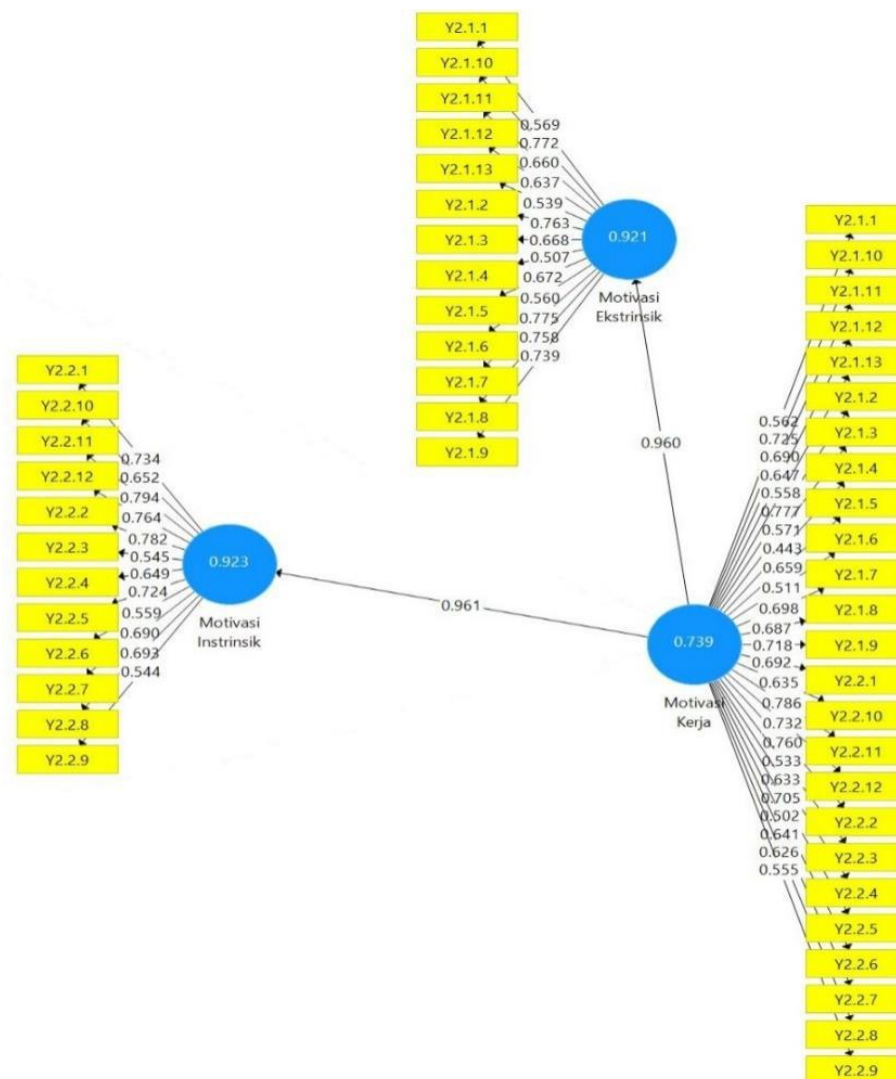 Y2.1.1
Y2.1.10
Y2.1.11
Y2.1.12
Y2.1.13
Y2.1.2
Y2.1.3
Y2.1.4
Y2.1.5
Y2.1.6
Y2.1.7
Y2.1.8
Y2.1.9
0.569
0.772
0.660
0.637
0.539
0.763
0.668
0.507
0.672
0.560
0.775
0.758
0.739
0.921
Motivasi
Ekstrinsik
0.960
Y2.2.1
Y2.2.10
Y2.2.11
Y2.2.12
Y2.2.2
Y2.2.3
Y2.2.4
Y2.2.5
Y2.2.6
Y2.2.7
Y2.2.8
Y2.2.9
0.734
0.652
0.794
0.764
0.782
0.545
0.649
0.724
0.559
0.690
0.693
0.544
0.923
Motivasi
Instrinsik
0.961
0.739
Motivasi
Kerja
0.562
0.725
0.690
0.647
0.558
0.777
0.571
0.443
0.659
0.511
0.698
0.687
0.718
0.692
0.635
0.786
0.732
0.760
0.533
0.633
0.705
0.502
0.641
0.626
0.555
Y2.1.1
Y2.1.10
Y2.1.11
Y2.1.12
Y2.1.13
Y2.1.2
Y2.1.3
Y2.1.4
Y2.1.5
Y2.1.6
Y2.1.7
Y2.1.8
Y2.1.9
Y2.2.1
Y2.2.10
Y2.2.11
Y2.2.12
Y2.2.2
Y2.2.3
Y2.2.4
Y2.2.5
Y2.2.6
Y2.2.7
Y2.2.8
Y2.2.9